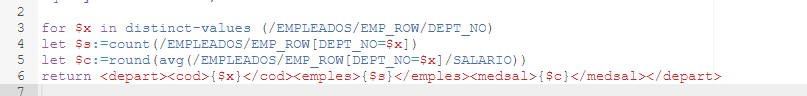 2
3 for $x in distinct-values (/EMPLEADOS/EMP_ROW/DEPT_NO)
4 let $s:=count(/EMPLEADOS/EMP_ROW[DEPT_NO=$x])
5 let $c:=round(avg(/EMPLEADOS/EMP_ROW[DEPT_NO=$x]/SALARIO))
6 return <depart><cod>{$x}</cod><emples>{$s}</emples><medsal>{$c}</medsal></depart>
7